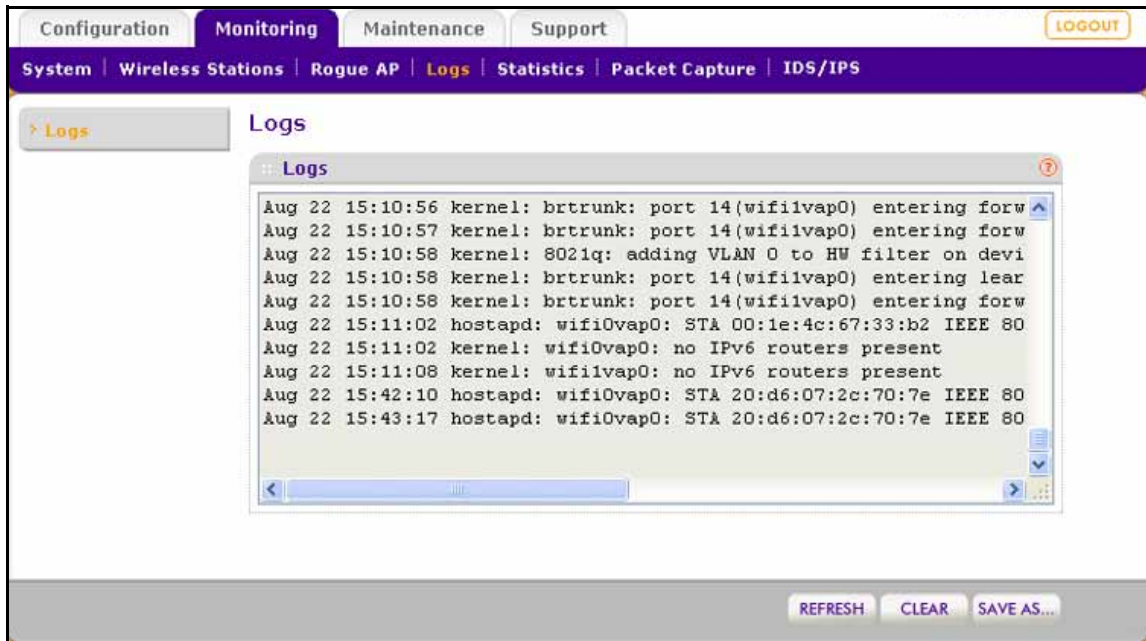 Configuration Monitoring Maintenance Support LOGOUT
System | Wireless Stations | Rogue AP | Logs | Statistics | Packet Capture | IDS/IPS
> Logs
Logs
Logs ?
Aug 22 15:10:56 kernel: brtrunk: port 14(wifi1vap0) entering forw
Aug 22 15:10:57 kernel: brtrunk: port 14(wifi1vap0) entering forw
Aug 22 15:10:58 kernel: 8021q: adding VLAN 0 to HW filter on devi
Aug 22 15:10:58 kernel: brtrunk: port 14(wifi1vap0) entering lear
Aug 22 15:10:58 kernel: brtrunk: port 14(wifi1vap0) entering forw
Aug 22 15:11:02 hostapd: wifi0vap0: STA 00:1e:4c:67:33:b2 IEEE 80
Aug 22 15:11:02 kernel: wifi0vap0: no IPv6 routers present
Aug 22 15:11:08 kernel: wifi1vap0: no IPv6 routers present
Aug 22 15:42:10 hostapd: wifi0vap0: STA 20:d6:07:2c:70:7e IEEE 80
Aug 22 15:43:17 hostapd: wifi0vap0: STA 20:d6:07:2c:70:7e IEEE 80
REFRESH CLEAR SAVE AS...